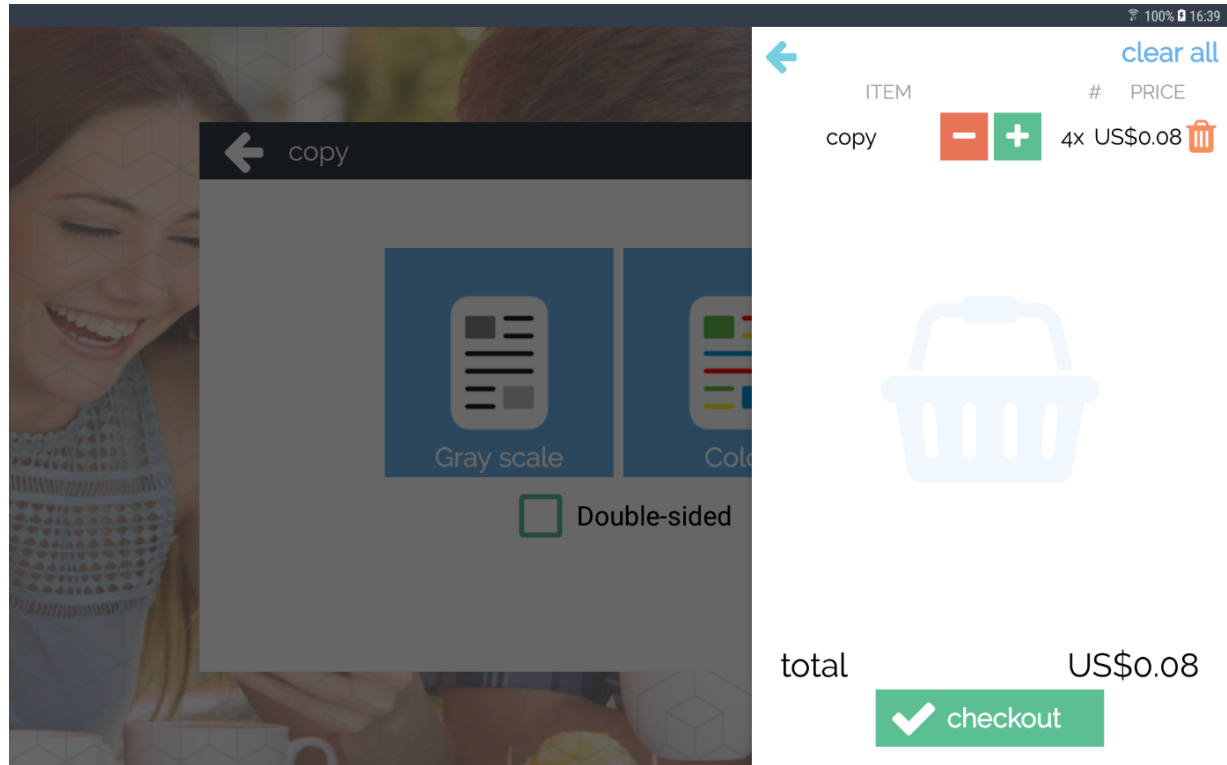 100% 16:39
clear all
ITEM # PRICE
copy 4x US$0.08
copy
Gray scale
Double-sided
total US$0.08
checkout